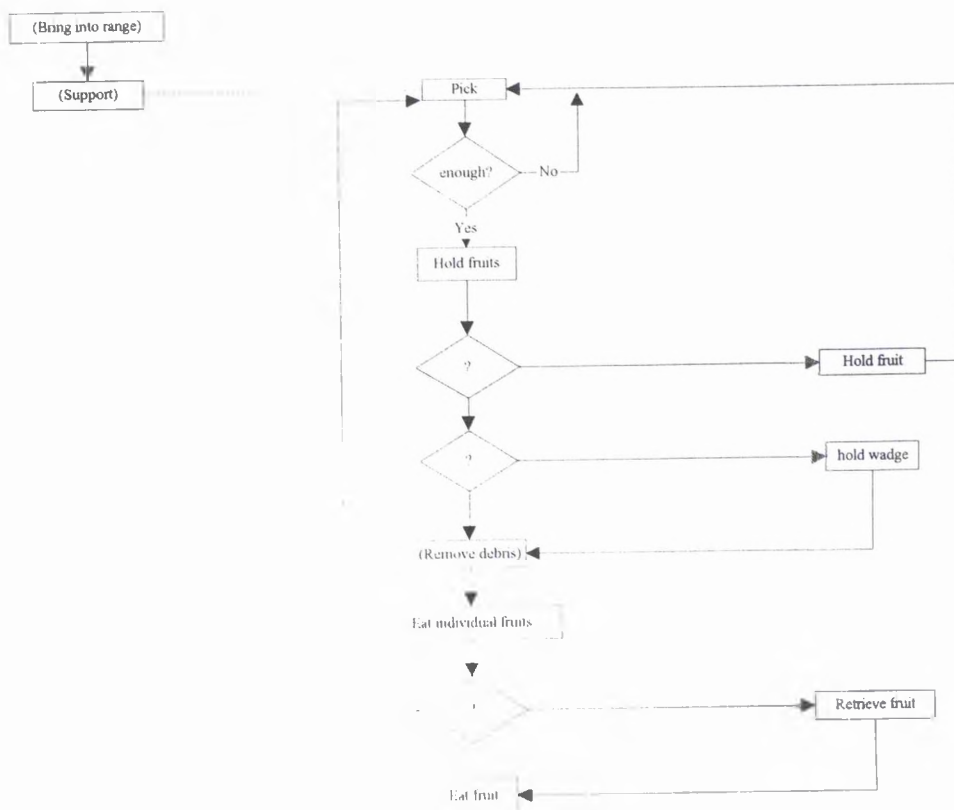 (Bring into range)
(Support)
Pick
enough?
No
Yes
Hold fruits
?
Hold fruit
?
hold wadge
(Remove debris)
Eat individual fruits
Retrieve fruit
Eat fruit